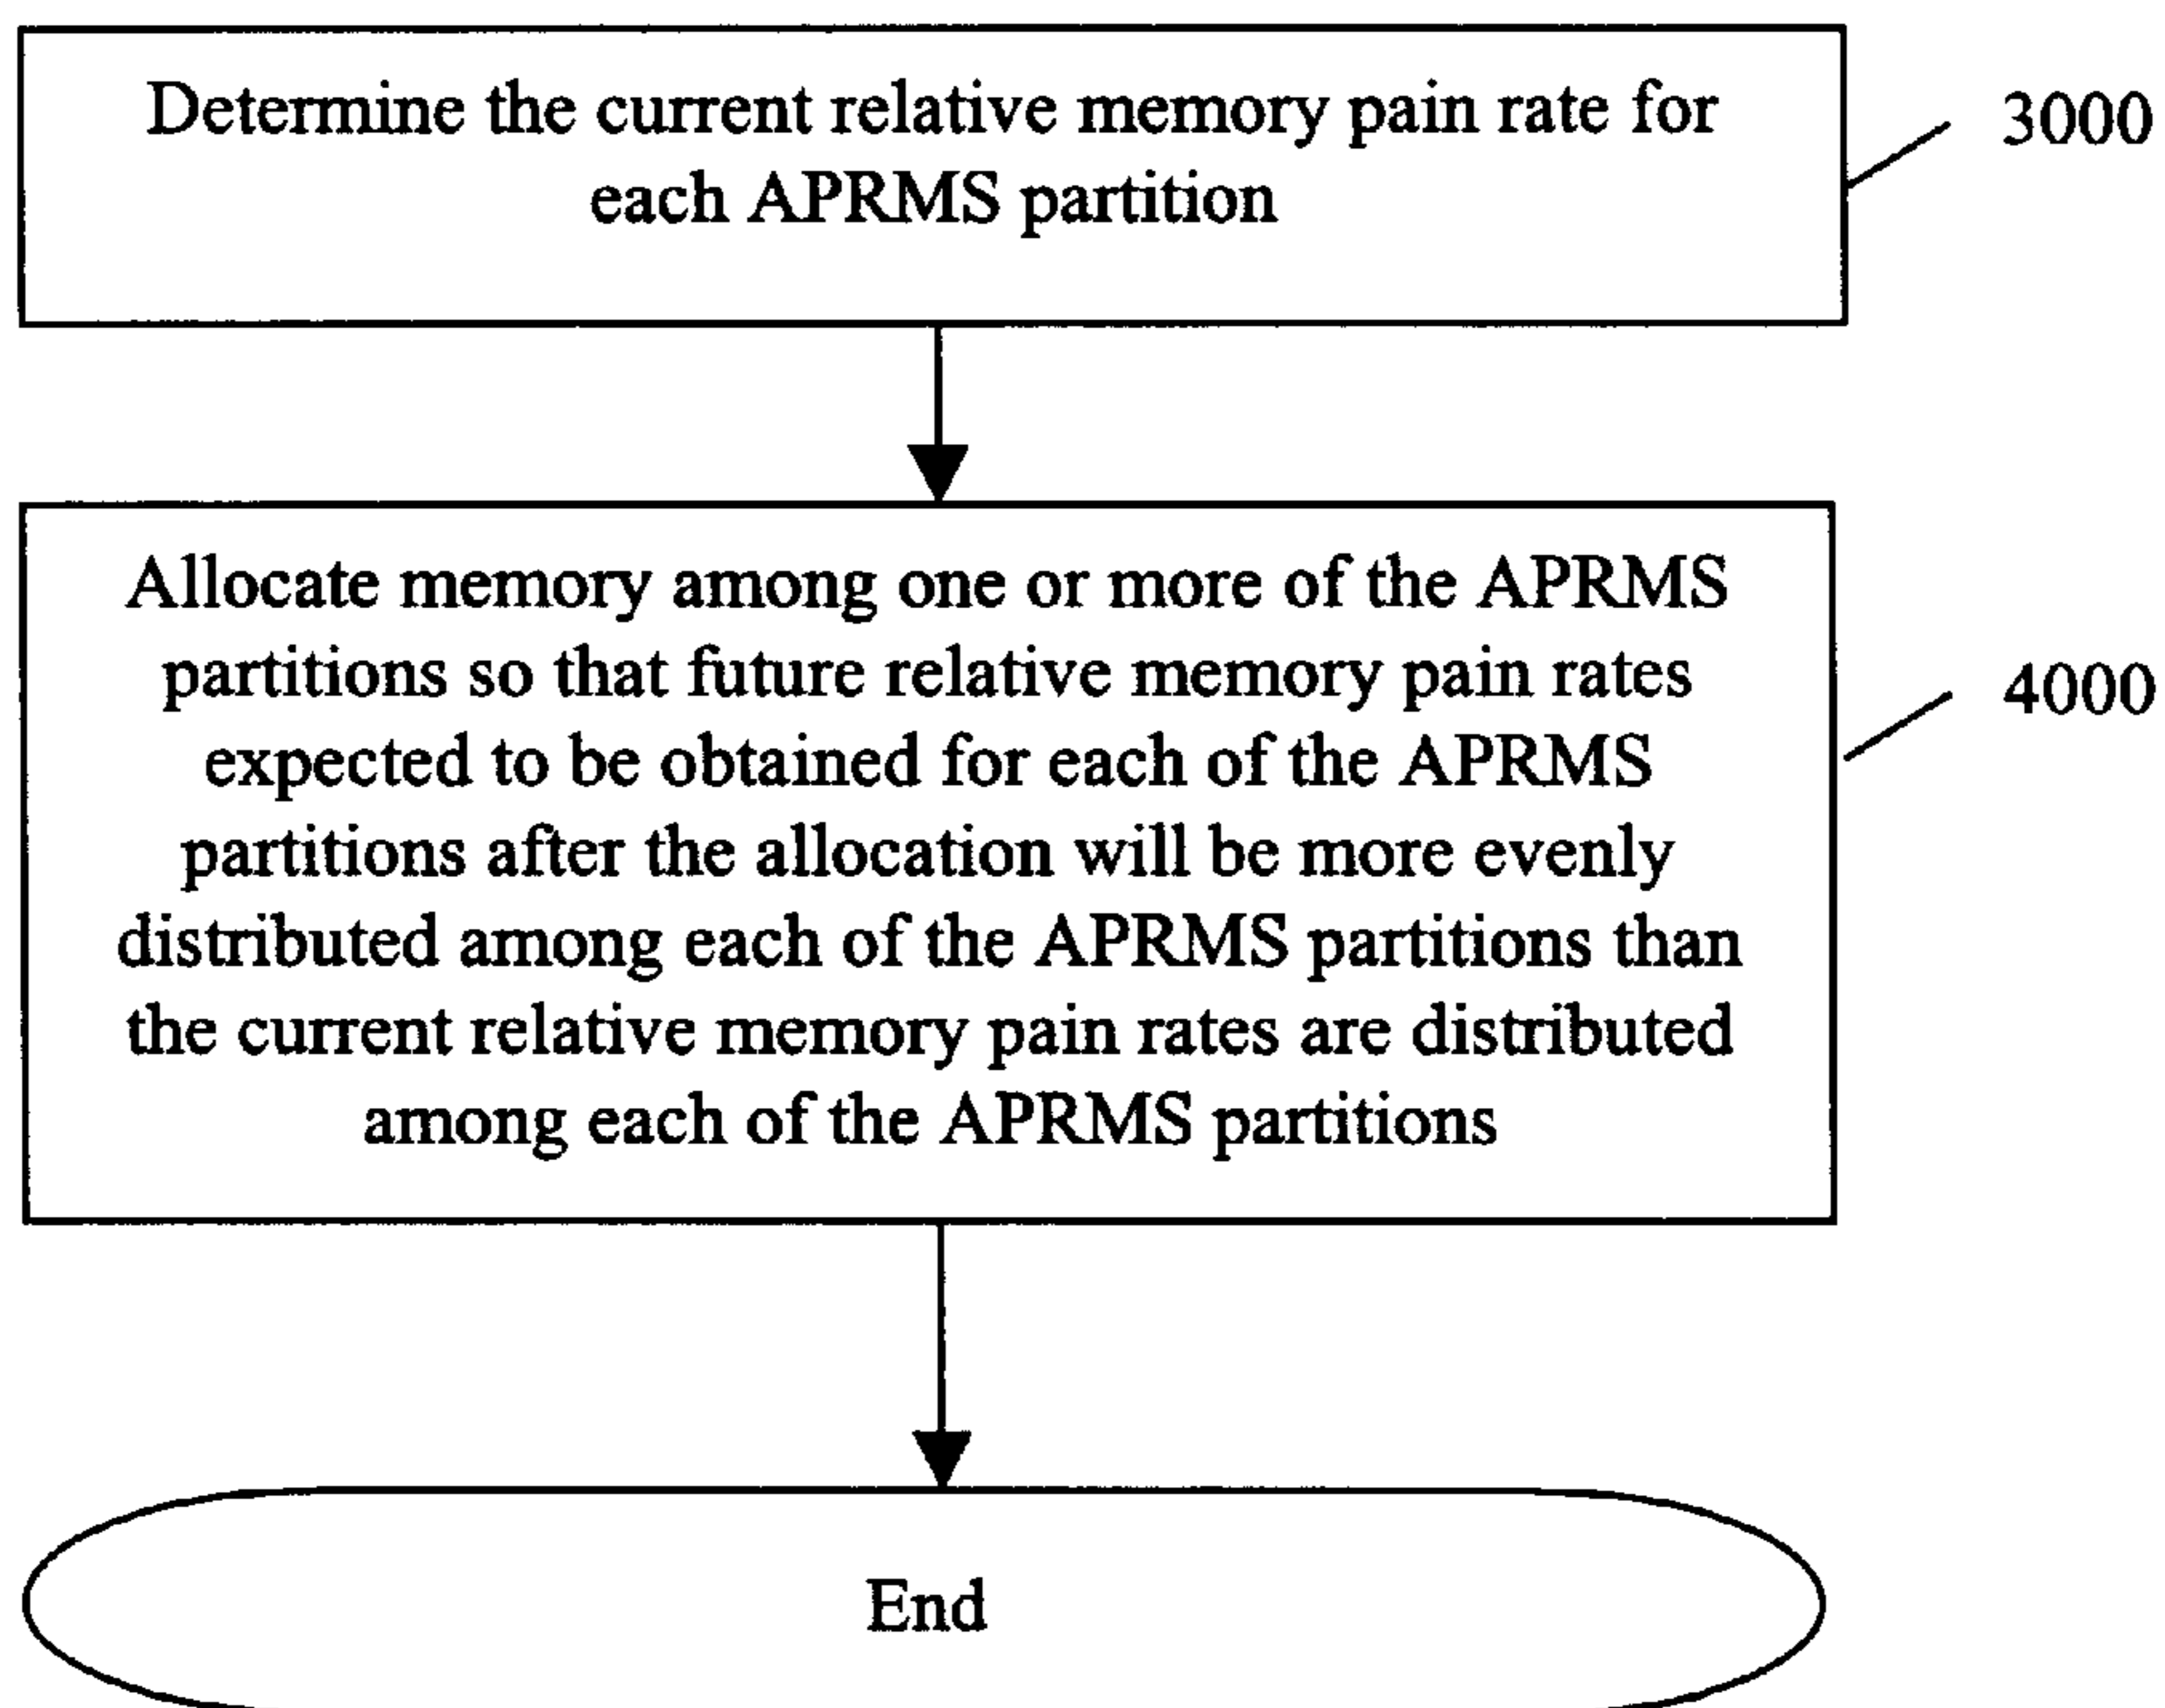 Determine the current relative memory pain rate for
each APRMS partition
3000
Allocate memory among one or more of the APRMS
partitions so that future relative memory pain rates
expected to be obtained for each of the APRMS
partitions after the allocation will be more evenly
distributed among each of the APRMS partitions than
the current relative memory pain rates are distributed
among each of the APRMS partitions
4000
End